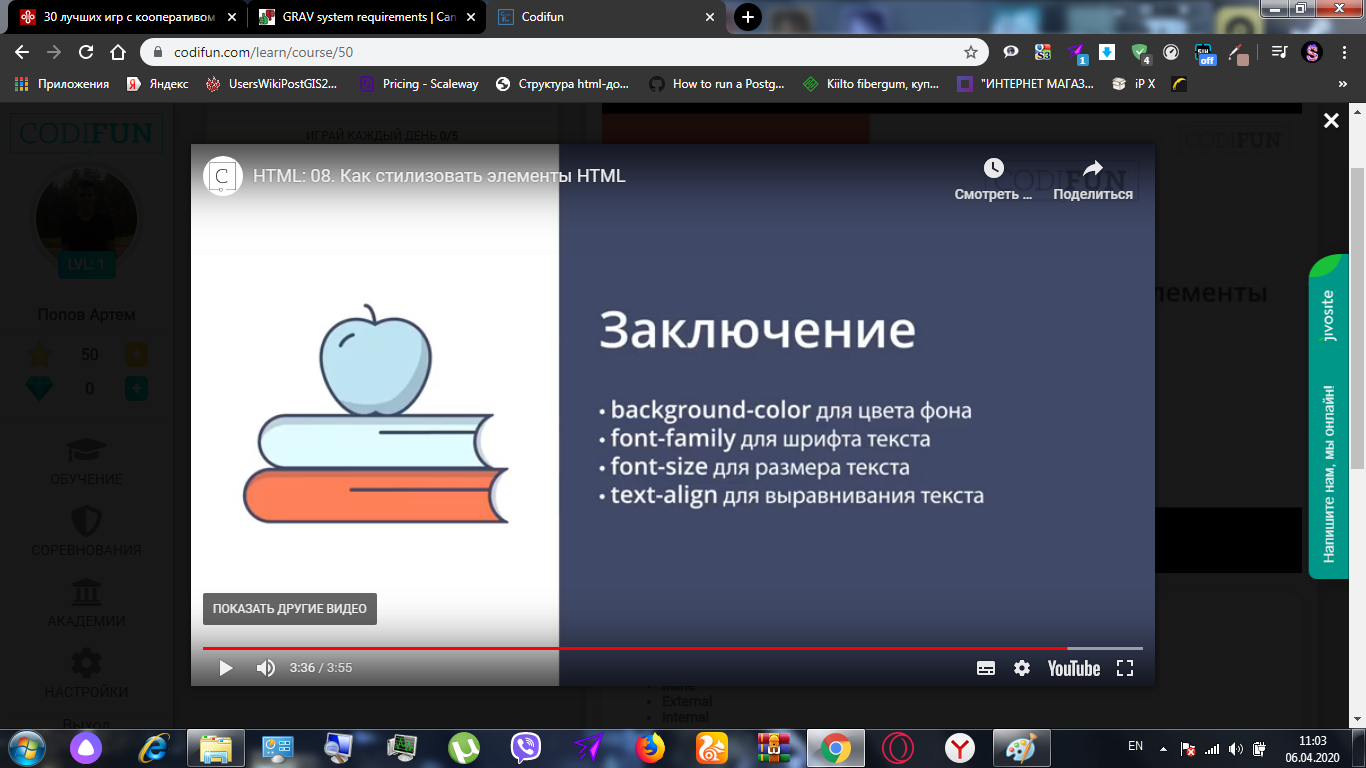 30 лучших игр с кооперативом
GRAV system requirements | Can
Codifun
codifun.com/learn/course/50
1
4
off
Приложения
Яндекс
UsersWikiPostGIS2...
Pricing - Scaleway
Структура html-до...
How to run a Postg...
Kiilto fibergum, куп...
"ИНТЕРНЕТ МАГАЗ...
iP X
»
CODIFUN
ИГРАЙ КАЖДЫЙ ДЕНЬ 0/5
LVL: 1
Попов Артем
50
0
ОБУЧЕНИЕ
СОРЕВНОВАНИЯ
АКАДЕМИИ
НАСТРОЙКИ
Выход
C
HTML: 08. Как стилизовать элементы HTML
Смотреть ...
Поделиться
CODIFUN
Заключение
• background-color для цвета фона
• font-family для шрифта текста
• font-size для размера текста
• text-align для выравнивания текста
ПОКАЗАТЬ ДРУГИЕ ВИДЕО
3:36 / 3:55
YouTube
CODIFUN
External
Internal
jivosite
Напишите нам, мы онлайн!
EN
11:03
06.04.2020